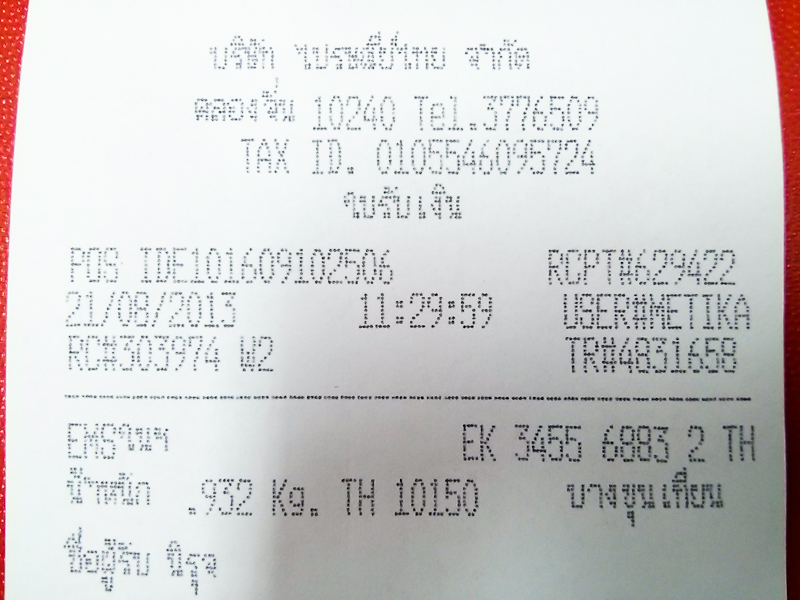 บริษัท ไปรษณีย์ไทย จำกัด
คลองจั่น 10240 Tel.3776509
TAX ID. 0105546095724
ใบรับเงิน
POS IDE101609102506 RCPT#629422
21/08/2013 11:29:59 USER#METIKA
RC#303974 W2 TR#4831658
EMSในฯ EK 3455 6883 2 TH
น้ำหนัก .932 Kg. TH 10150 บางขุนเทียน
ชื่อผู้รับ นิรุจ